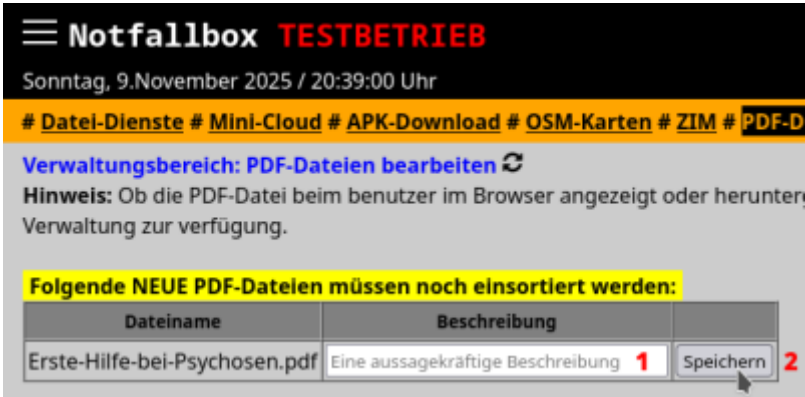 Notfallbox TESTBETRIEB
Sonntag, 9.November 2025 / 20:39:00 Uhr
# Datei-Dienste # Mini-Cloud # APK-Download # OSM-Karten # ZIM # PDF-D
Verwaltungsbereich: PDF-Dateien bearbeiten
Hinweis: Ob die PDF-Datei beim benutzer im Browser angezeigt oder herunterg
Verwaltung zur verfügung.
Folgende NEUE PDF-Dateien müssen noch einsortiert werden:
Dateiname Beschreibung
Erste-Hilfe-bei-Psychosen.pdf Eine aussagekräftige Beschreibung 1 Speichern 2